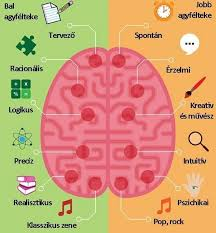 Bal
agyfélteke
Jobb
agyfélteke
Tervező
Spontán
Racionális
Érzelmi
Logikus
Kreatív
és művész
Precíz
Intuitív
Realisztikus
Pszichikai
Klasszikus zene
Pop, rock